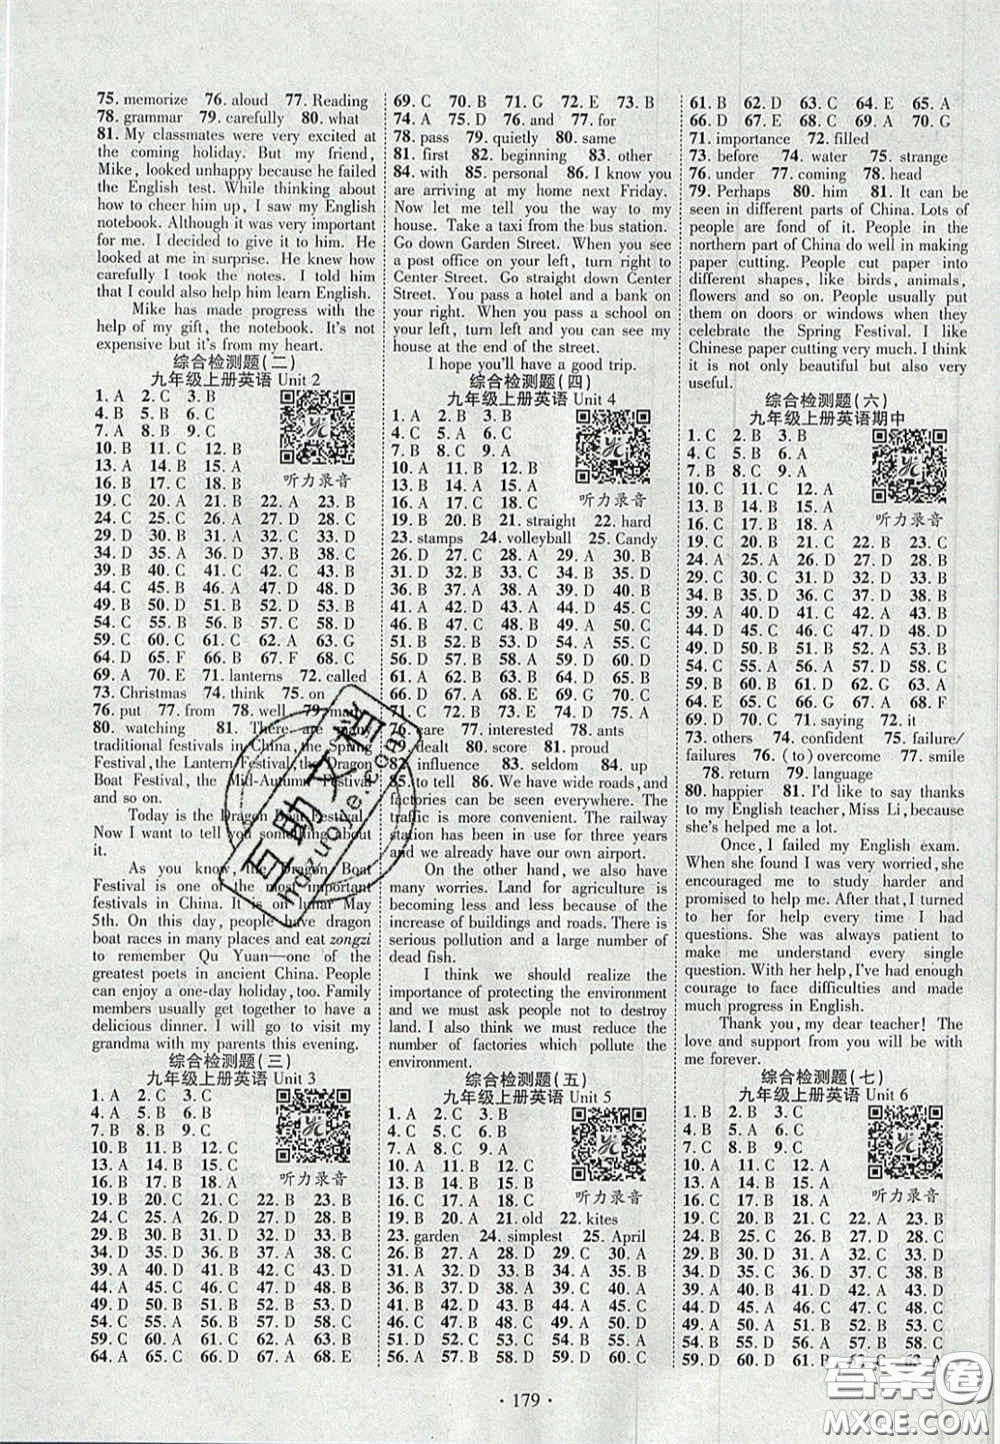 75. memorize 76. aloud 77. Reading
78. grammar 79. carefully 80. what
81. My classmates were very excited at
the coming holiday. But my friend,
Mike, looked unhappy because he failed
the English test. While thinking about
how to cheer him up, I saw my English
notebook. Although it was very important
for me. I decided to give it to him. He
looked at me in surprise. He knew how
carefully I took the notes. I told him
that I could also help him learn English.
Mike has made progress with the
help of my gift, the notebook. It's not
expensive but it's from my heart.
综合检测题(二)
九年级上册英语 Unit 2
1. A 2. C 3. B
4. B 5. B 6. C
7. A 8. B 9. C
10. B 11. C 12. B
13. A 14. B 15. A
16. B 17. C 18. B
听力录音
19. C 20. A 21. B 22. A 23. B
24. C 25. C 26. A 27. D 28. C
29. D 30. B 31. C 32. D 33. B
34. D 35. D 36. A 37. A 38. B
39. B 40. C 41. C 42. D 43. D
44. C 45. B 46. A 47. D 48. A
49. B 50. D 51. B 52. A 53. B
54. C 55. C 56. D 57. B 58. C
59. B 60. C 61. D 62. A 63. G
64. D 65. F 66. B 67. F 68. C
69. A 70. E 71. lanterns 72. called
73. Christmas 74. think 75. on
76. put 77. from 78. well 79.
80. watching 81. There are
traditional festivals in China, the Spring
Festival, the Lantern Festival, the Dragon
Boat Festival, the Mid-Autumn Festival
and so on.
Today is the Dragon Boat Festival.
Now I want to tell you something about
it.
As you know, the Dragon Boat
Festival is one of the most important
festivals in China. It is on lunar May
5th. On this day, people have dragon
boat races in many places and eat zongzi
to remember Qu Yuan—one of the
greatest poets in ancient China. People
can enjoy a one-day holiday, too. Family
members usually get together to have a
delicious dinner. I will go to visit my
grandma with my parents this evening.
综合检测题(三)
九年级上册英语 Unit 3
1. A 2. C 3. C
4. A 5. B 6. A
7. B 8. B 9. C
10. B 11. B 12. C
13. A 14. C 15. C
16. B 17. B 18. A
听力录音
19. B 20. C 21. C 22. B 23. B
24. C 25. A 26. D 27. D 28. B
29. B 30. B 31. D 32. D 33. B
34. D 35. D 36. B 37. A 38. B
39. A 40. D 41. D 42. A 43. A
44. D 45. A 46. C 47. C 48. A
49. D 50. D 51. B 52. B 53. D
54. B 55. C 56. A 57. C 58. D
59. C 60. A 61. D 62. B 63. C
64. A 65. D 66. F 67. A 68. E
69. C 70. B 71. G 72. E 73. B
74. A 75. D 76. and 77. for
78. pass 79. quietly 80. same
81. first 82. beginning 83. other
84. with 85. personal 86. I know you
are arriving at my home next Friday.
Now let me tell you the way to my
house. Take a taxi from the bus station.
Go down Garden Street. When you see
a post office on your left, turn right to
Center Street. Go straight down Center
Street. You pass a hotel and a bank on
your right. When you pass a school on
your left, turn right and you can see my
house at the end of the street.
I hope you'll have a good trip.
综合检测题(四)
九年级上册英语 Unit 4
1. C 2. B 3. A
4. C 5. C 6. A
7. B 8. B 9. C
10. A 11. B 12. A
13. B 14. B 15. A
16. A 17. C 18. C
听力录音
19. B 20. B 21. straight 22. hard
23. stamps 24. volleyball 25. Candy
26. D 27. D 28. C 29. A 30. B
31. D 32. B 33. C 34. A 35. D
36. A 37. C 38. D 39. D 40. B
41. A 42. C 43. B 44. C 45. A
46. B 47. C 48. D 49. A 50. C
51. B 52. B 53. C 54. D 55. C
56. D 57. A 58. D 59. B 60. C
61. A 62. A 63. C 64. D 65. D
66. C 67. A 68. B 69. C 70. B
71. C 72. D 73. C 74. D 75. A
76. care 77. interested 78. ants
79. dealt 80. score 81. proud
82. influence 83. seldom 84. up
85. to tell 86. We have wide roads, and
factories can be seen everywhere. The
traffic is more convenient. The railway
station has been in use for three years
and we already have our own airport.
On the other hand, we also have
many worries. Land for agriculture is
becoming less and less because of the
increase of buildings and roads. There is
serious pollution and a large number of
dead fish.
I think we should realize the
importance of protecting the environment
and we must ask people not to destroy
land. I also think we must reduce the
number of factories which pollute the
environment.
综合检测题(五)
九年级上册英语 Unit 5
1. A 2. B 3. C
4. B 5. C 6. B
7. C 8. C 9. A
10. B 11. C 12. B
13. C 14. B 15. B
16. A 17. C 18. C
听力录音
19. B 20. A 21. old 22. kites
23. garden 24. simplest 25. April
26. B 27. B 28. C 29. C 30. A
31. A 32. D 33. D 34. D 35. D
36. B 37. A 38. A 39. D 40. C
41. B 42. A 43. C 44. D 45. C
46. A 47. C 48. B 49. B 50. A
51. D 52. D 53. C 54. B 55. C
56. A 57. B 58. D 59. D 60. C
61. B 62. D 63. C 64. E 65. A
66. D 67. D 68. F 69. A 70. G
71. importance 72. filled
73. before 74. water 75. strange
76. under 77. have 78. head
79. Perhaps 80. him 81. It can be
seen in different parts of China. Lots of
people are fond of it. People in the
northern part of China do well in making
paper cutting. People cut paper into
different shapes, like birds, animals,
flowers and so on. People usually put
them on doors or windows when they
celebrate the Spring Festival. I like
Chinese paper cutting very much. I think
it is not only beautiful but also very
useful.
综合检测题(六)
九年级上册英语期中
1. C 2. B 3. B
4. C 5. C 6. A
7. B 8. A 9. C
10. C 11. C 12. A
13. B 14. B 15. A
16. B 17. B 18. A
听力录音
19. C 20. C 21. C 22. B 23. C
24. A 25. A 26. D 27. D 28. B
29. D 30. D 31. C 32. B 33. C
34. C 35. C 36. D 37. B 38. B
39. A 40. A 41. C 42. D 43. B
44. D 45. C 46. A 47. C 48. D
49. C 50. B 51. A 52. D 53. C
54. A 55. C 56. A 57. C 58. B
59. D 60. B 61. D 62. B 63. C
64. E 65. C 66. D 67. A 68. F
69. D 70. B 71. saying 72. it
73. others 74. confident 75. failure/
failures 76. (to) overcome 77. smile
78. return 79. language
80. happier 81. I'd like to say thanks
to my English teacher, Miss Li, because
she's helped me a lot.
Once, I failed my English exam.
When she found I was very worried, she
encouraged me to study harder and
promised to help me. After that, I turned
to her for help every time I had
questions. She was always patient to
make me understand every single
question. With her help, I've had enough
courage to face difficulties and made
much progress in English.
Thank you, my dear teacher! The
love and support from you will be with
me forever.
综合检测题(七)
九年级上册英语 Unit 6
1. B 2. B 3. B
4. A 5. C 6. A
7. C 8. B 9. C
10. C 11. B 12. A
13. C 14. B 15. C
16. A 17. B 18. A
听力录音
19. D 20. B 21. C 22. A 23. C
24. D 25. D 26. A 27. A 28. B
29. B 30. C 31. C 32. D 33. B
34. D 35. D 36. A 37. C 38. C
39. A 40. A 41. D 42. B 43. D
44. D 45. D 46. A 47. B 48. C
49. C 50. C 51. C 52. A 53. B
54. B 55. D 56. B 57. A 58. A
59. D 60. B 61. C 62. C 63. A
· 179 ·
互助文档
hdzuoye.com
答案圈
MXQE.COM